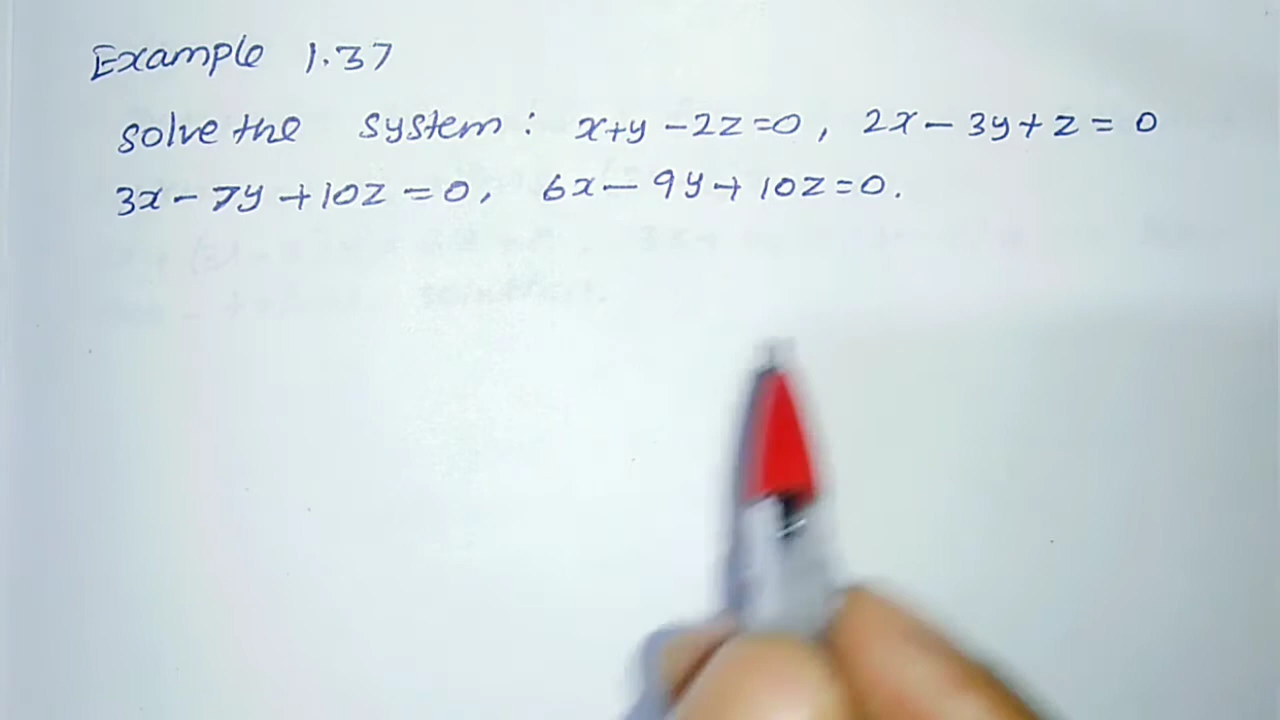 Example 1.37
solve the system : x+y-2z=0, 2x-3y+z=0
3x-7y+10z=0, 6x-9y+10z=0.